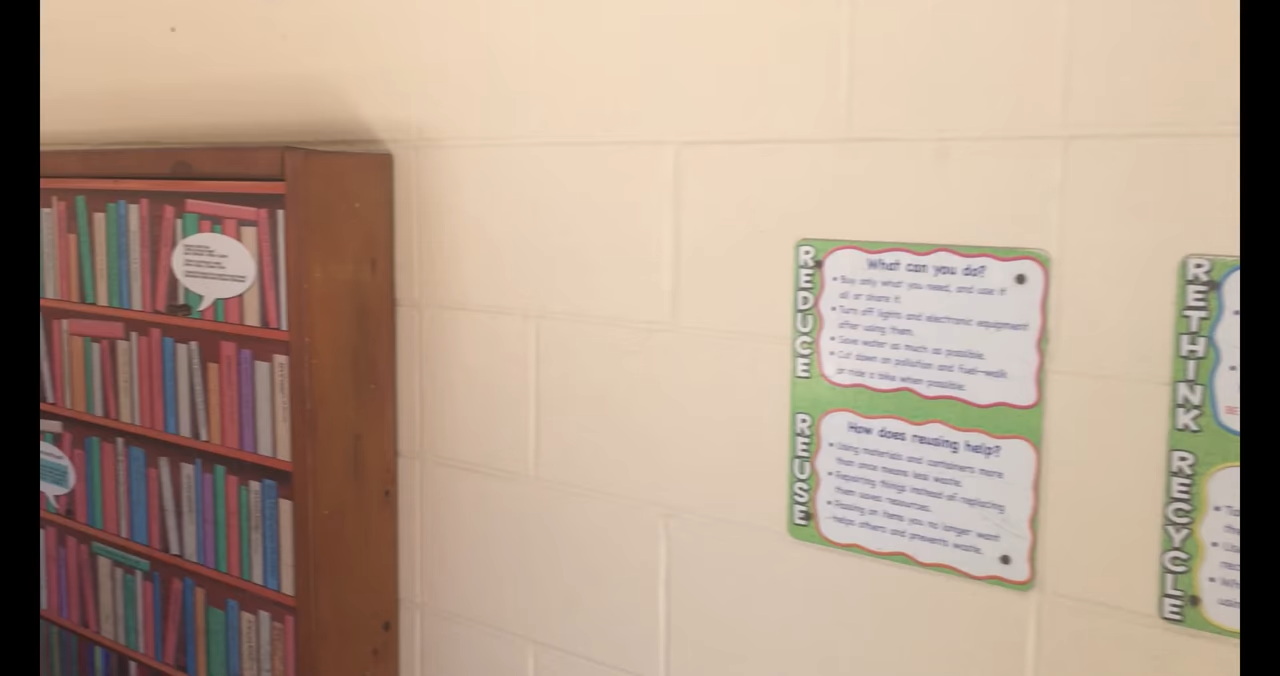 REDUCE
What can you do?
• Buy only what you need, and use it
all or share it.
• Turn off lights and electronic equipment
after using them.
• Save water as much as possible.
• Cut down on pollution and fuel—walk
or ride a bike when possible.
REUSE
How does reusing help?
• Using materials and containers more
than once means less waste.
• Repairing things instead of replacing
them saves resources.
• Passing on items you no longer want
helps others and prevents waste.
RETHINK
RECYCLE